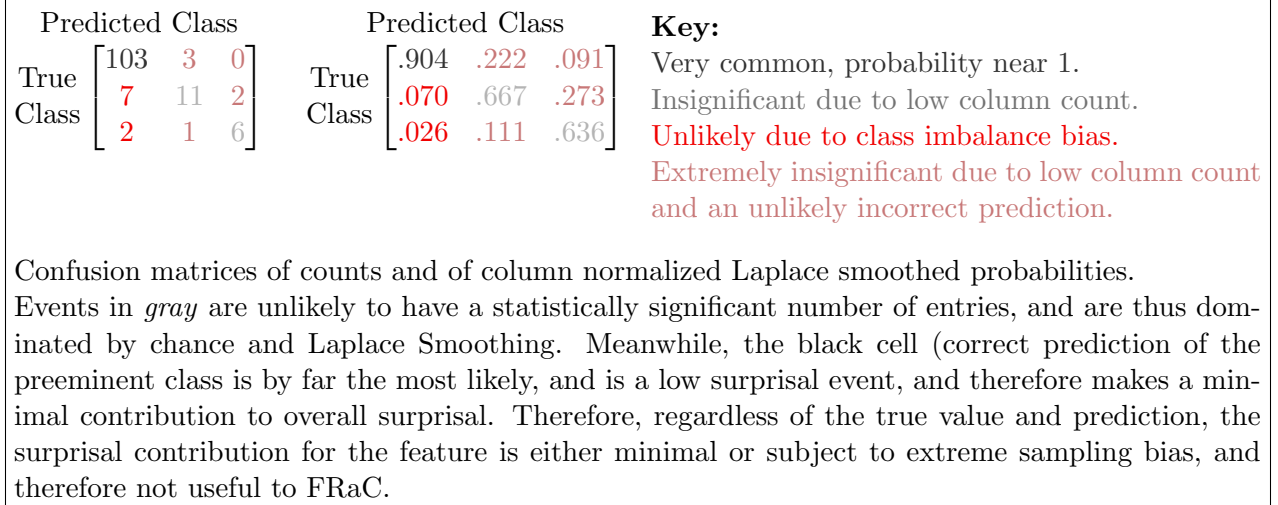 Predicted Class Predicted Class Key:
103 3 0 .904 .222 .091 Very common, probability near 1.
True True
7 11 2 .070 .667 .273 Insignificant due to low column count.
Class Class
2 1 6 .026 .111 .636 Unlikely due to class imbalance bias.
Extremely insignificant due to low column count
and an unlikely incorrect prediction.
Confusion matrices of counts and of column normalized Laplace smoothed probabilities.
Events in gray are unlikely to have a statistically significant number of entries, and are thus dom-
inated by chance and Laplace Smoothing. Meanwhile, the black cell (correct prediction of the
preeminent class is by far the most likely, and is a low surprisal event, and therefore makes a min-
imal contribution to overall surprisal. Therefore, regardless of the true value and prediction, the
surprisal contribution for the feature is either minimal or subject to extreme sampling bias, and
therefore not useful to FRaC.